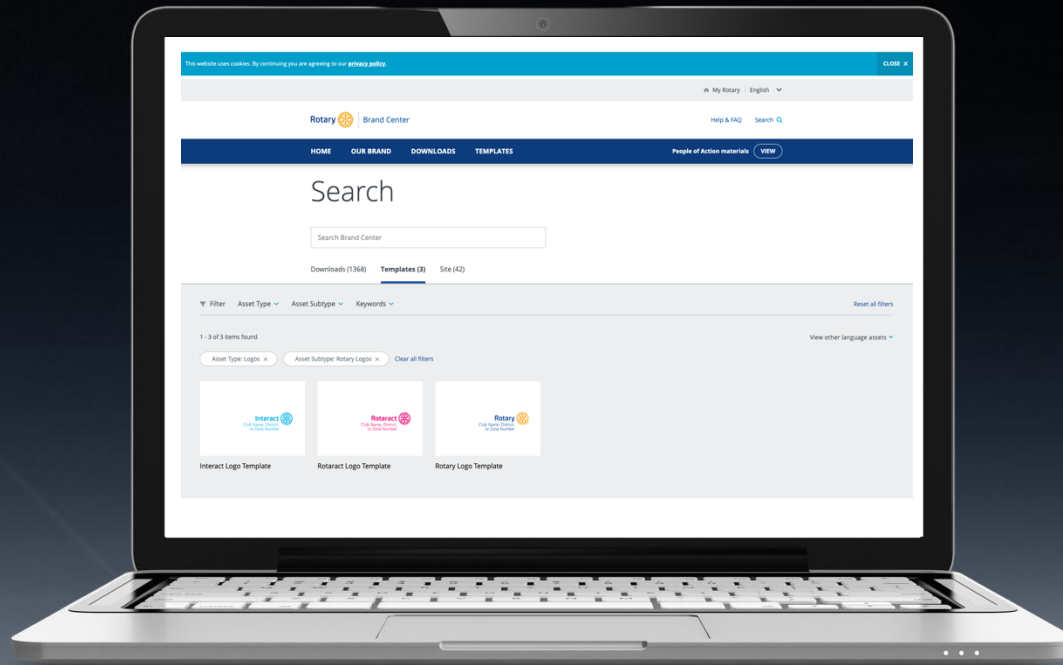 This website uses cookies. By continuing you are agreeing to our privacy policy.
CLOSE ×
My Rotary
English
Rotary
Brand Center
Help & FAQ
Search
HOME
OUR BRAND
DOWNLOADS
TEMPLATES
People of Action materials
VIEW
Search
Search Brand Center
Downloads (1368)
Templates (3)
Site (42)
Filter
Asset Type
Asset Subtype
Keywords
Reset all filters
1 - 3 of 3 items found
View other language assets
Asset Type: Logos ×
Asset Subtype: Rotary Logos ×
Clear all filters
Interact
Club Name, District,
or Zone Number
Rotaract
Club Name, District,
or Zone Number
Rotary
Club Name, District,
or Zone Number
Interact Logo Template
Rotaract Logo Template
Rotary Logo Template